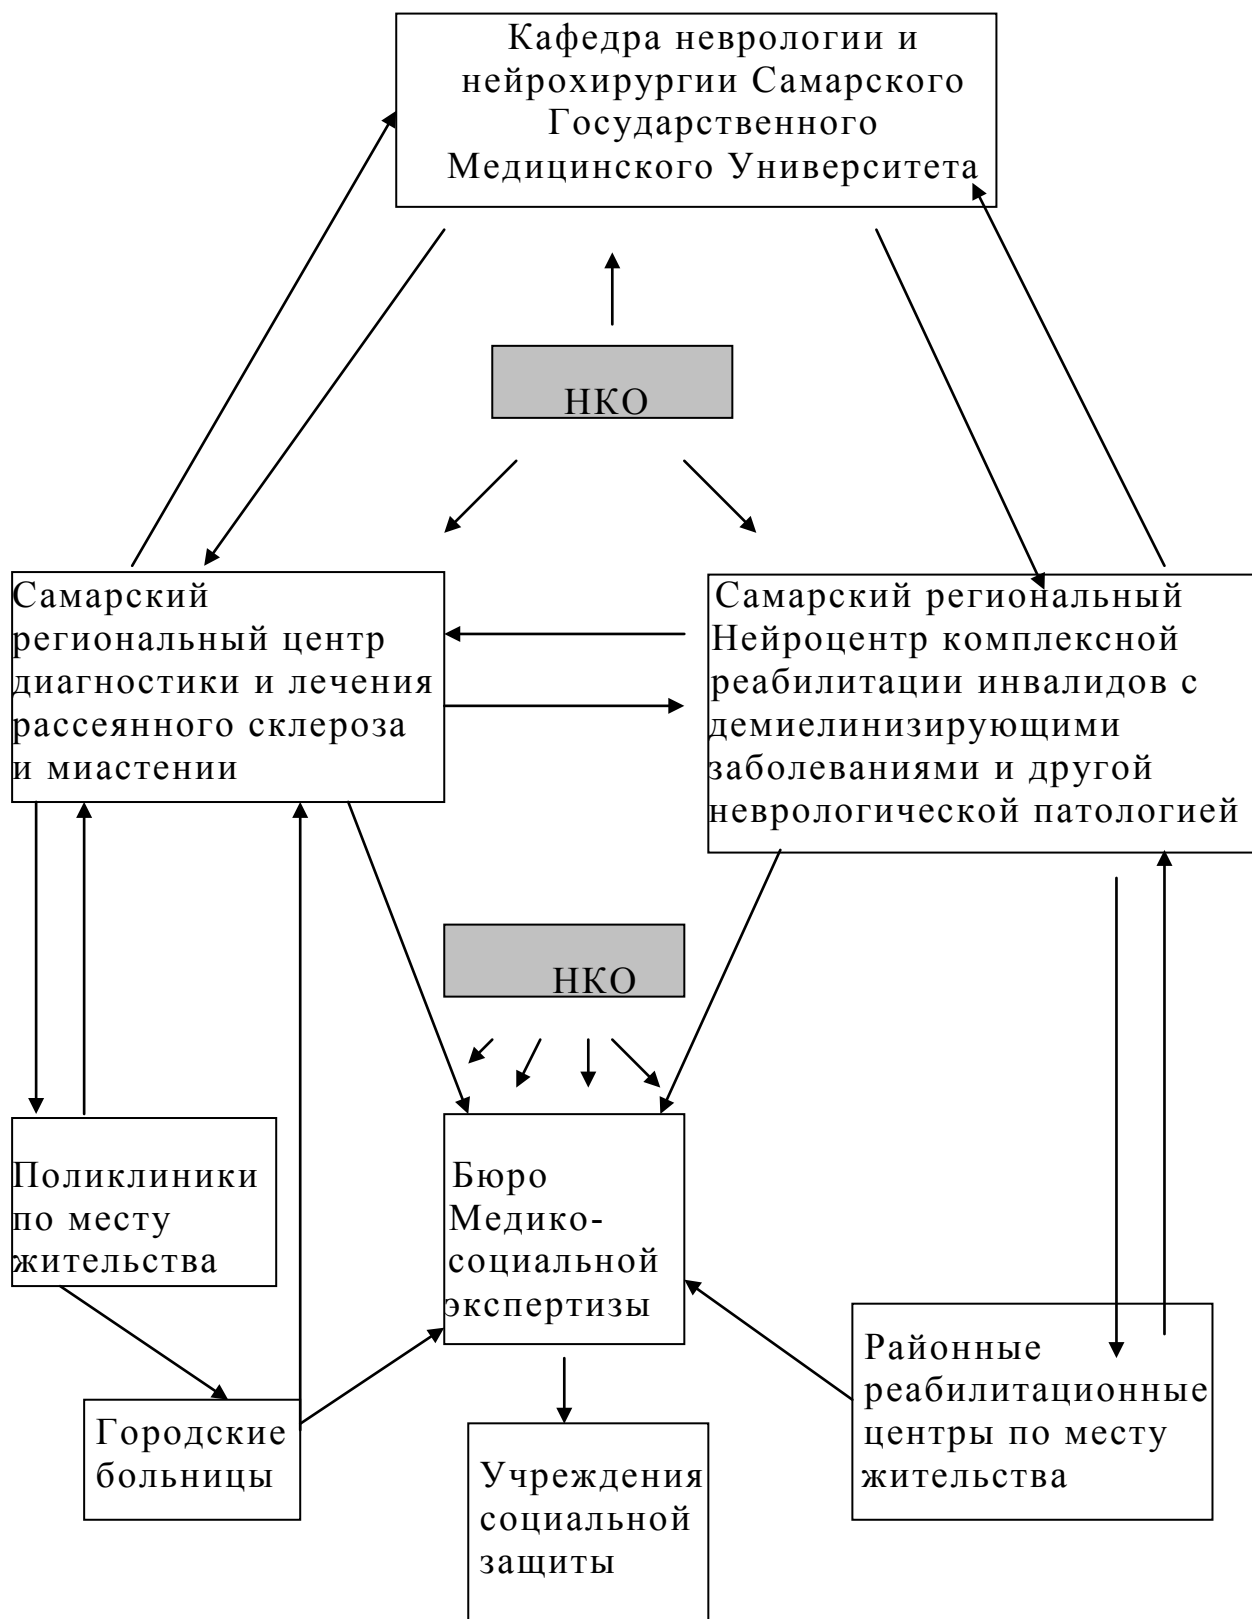 Кафедра неврологии и
нейрохирургии Самарского
Государственного
Медицинского Университета
НКО
Самарский
региональный центр
диагностики и лечения
рассеянного склероза
и миастении
Самарский региональный
Нейроцентр комплексной
реабилитации инвалидов с
демиелинизирующими
заболеваниями и другой
неврологической патологией
НКО
Поликлиники
по месту
жительства
Бюро
Медико-
социальной
экспертизы
Районные
реабилитационные
центры по месту
жительства
Городские
больницы
Учреждения
социальной
защиты